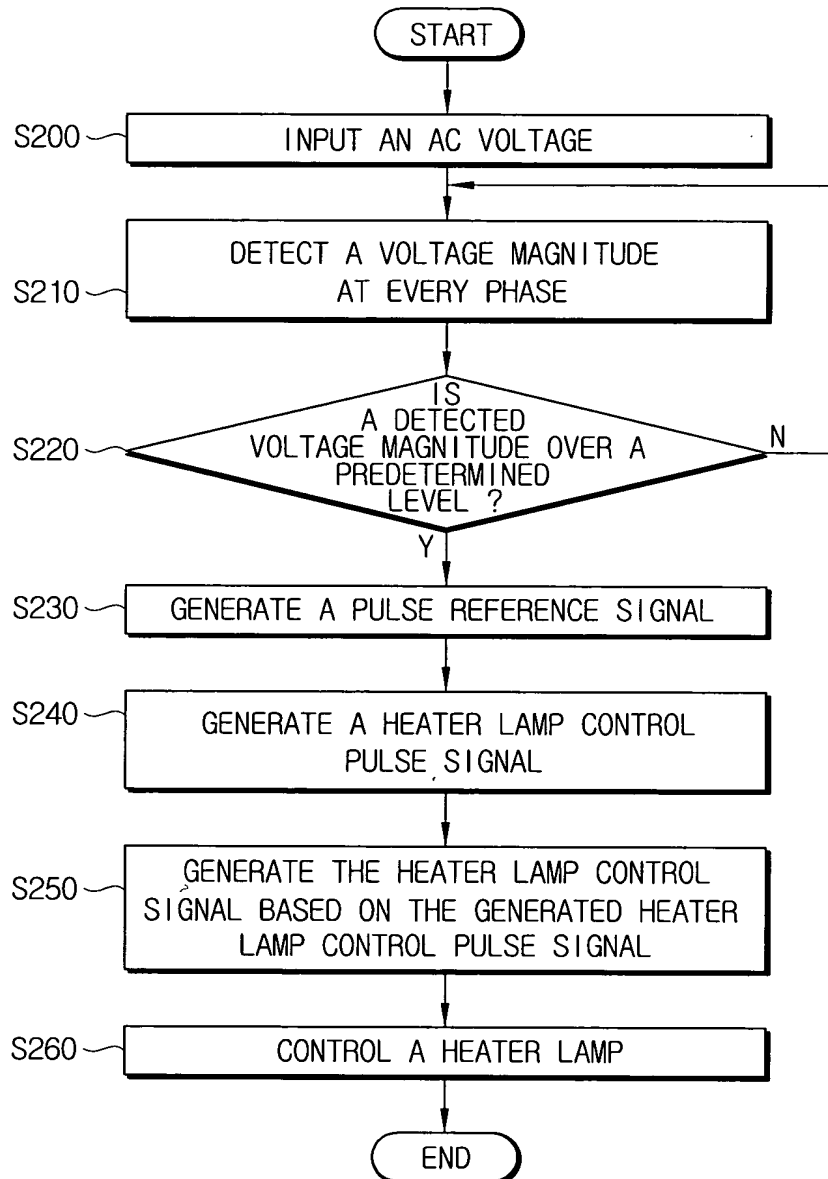 START
S200
INPUT AN AC VOLTAGE
S210
DETECT A VOLTAGE MAGNITUDE
AT EVERY PHASE
S220
IS
A DETECTED
VOLTAGE MAGNITUDE OVER A
PREDETERMINED
LEVEL ?
N
Y
S230
GENERATE A PULSE REFERENCE SIGNAL
S240
GENERATE A HEATER LAMP CONTROL
PULSE SIGNAL
S250
GENERATE THE HEATER LAMP CONTROL
SIGNAL BASED ON THE GENERATED HEATER
LAMP CONTROL PULSE SIGNAL
S260
CONTROL A HEATER LAMP
END